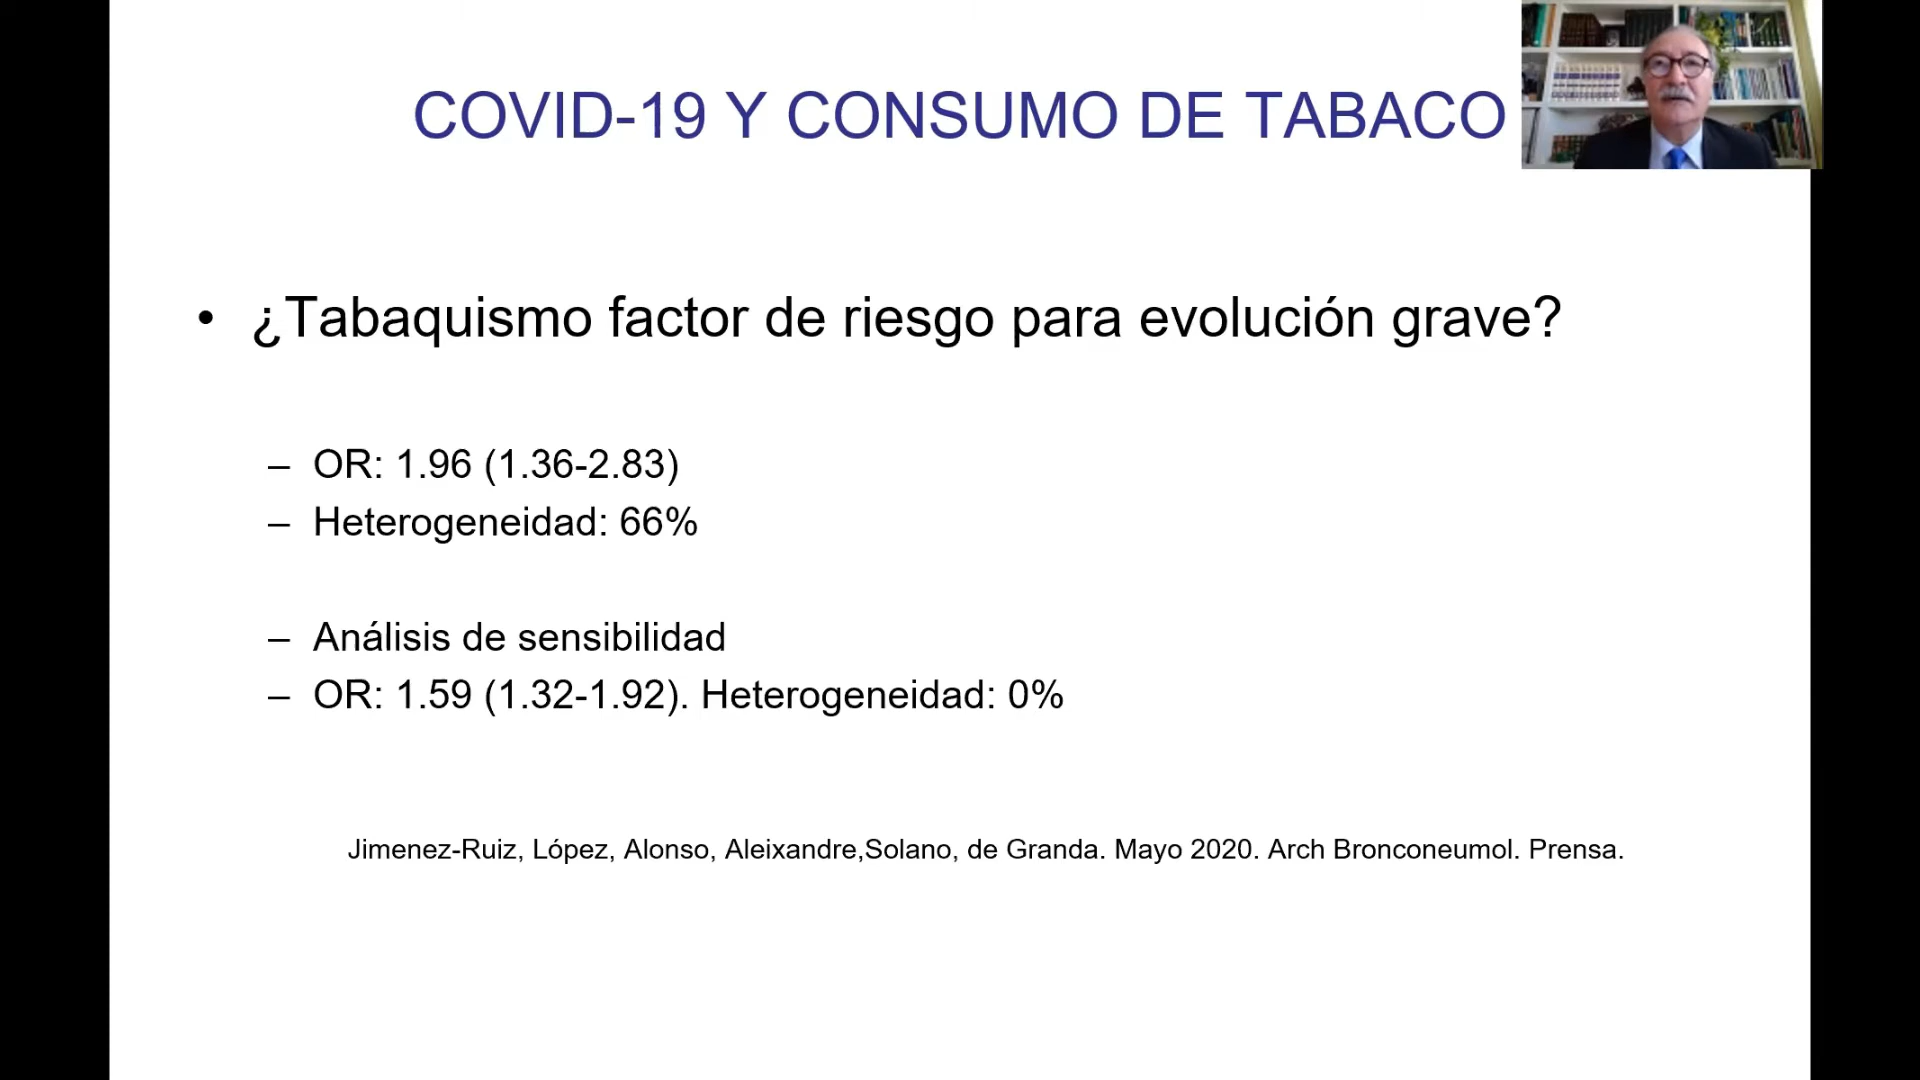 COVID-19 Y CONSUMO DE TABACO
• ¿Tabaquismo factor de riesgo para evolución grave?
– OR: 1.96 (1.36-2.83)
– Heterogeneidad: 66%
– Análisis de sensibilidad
– OR: 1.59 (1.32-1.92). Heterogeneidad: 0%
Jimenez-Ruiz, López, Alonso, Aleixandre,Solano, de Granda. Mayo 2020. Arch Bronconeumol. Prensa.